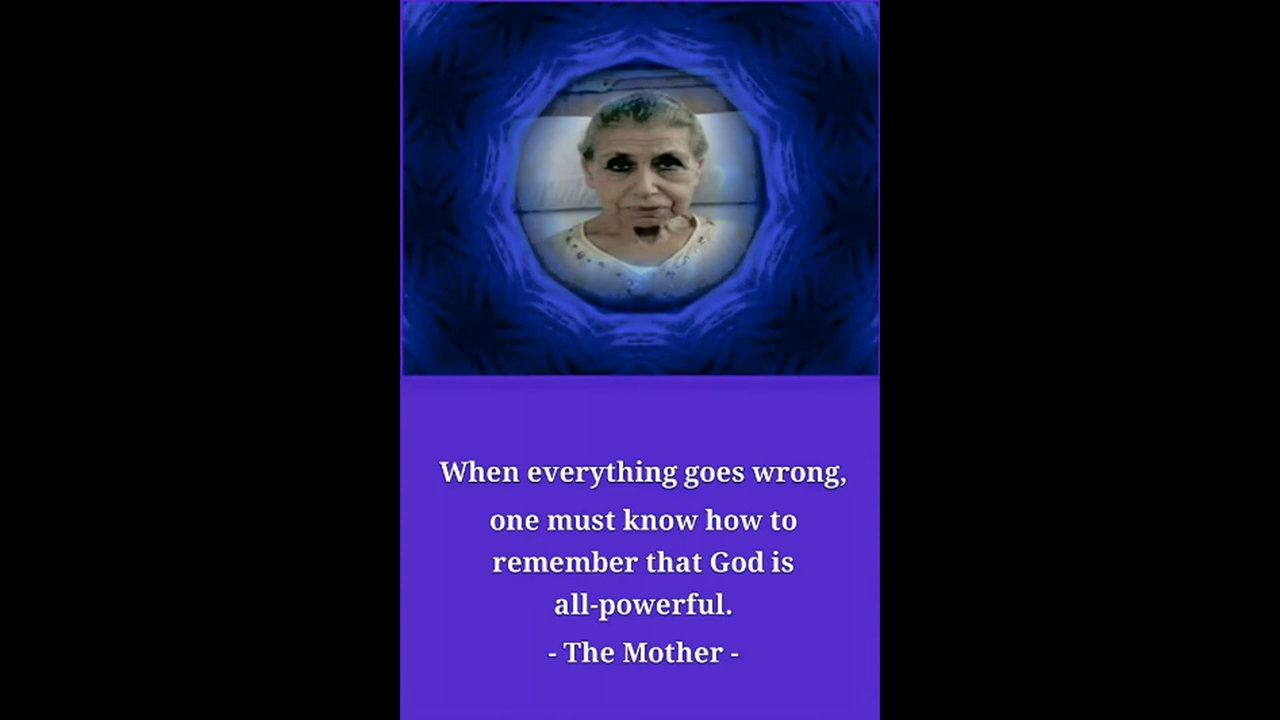 When everything goes wrong,
one must know how to
remember that God is
all-powerful.
- The Mother -